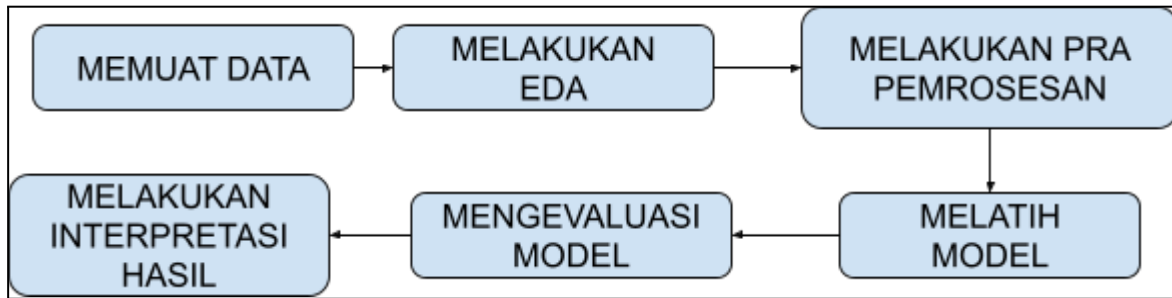 MEMUAT DATA
MELAKUKAN
EDA
MELAKUKAN PRA
PEMROSESAN
MELATIH
MODEL
MENGEVALUASI
MODEL
MELAKUKAN
INTERPRETASI
HASIL